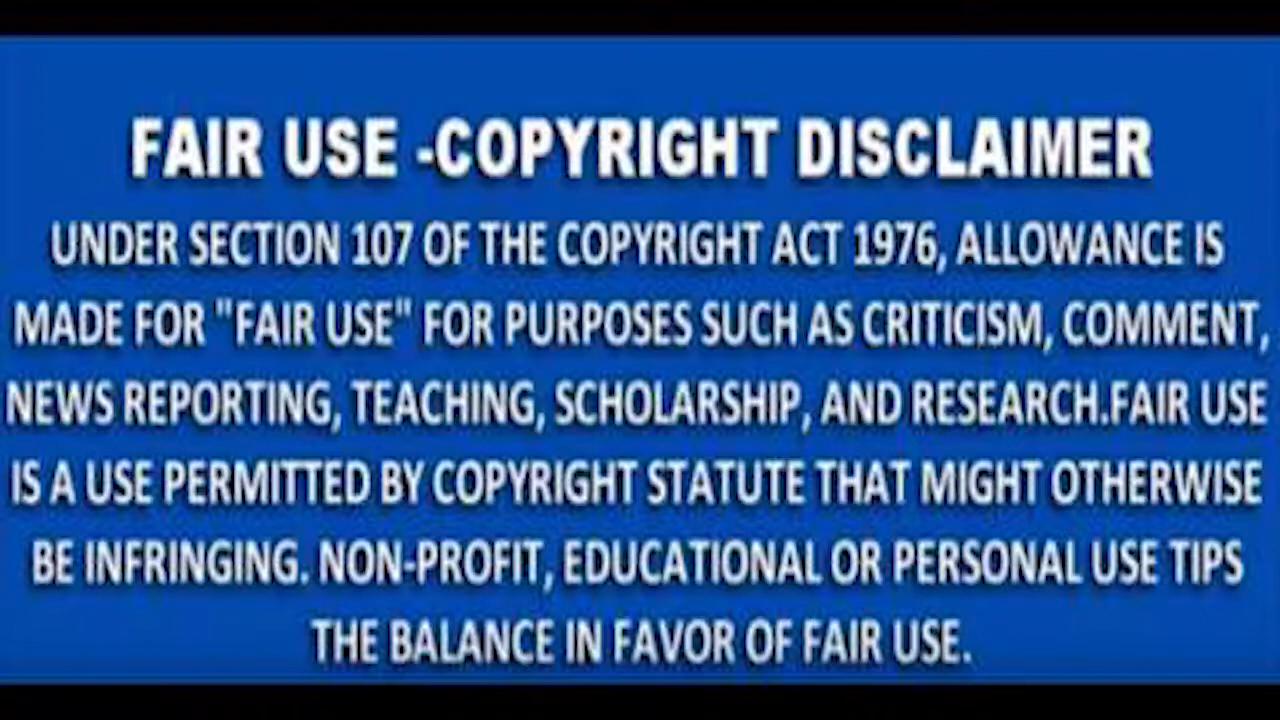 FAIR USE -COPYRIGHT DISCLAIMER
UNDER SECTION 107 OF THE COPYRIGHT ACT 1976, ALLOWANCE IS
MADE FOR "FAIR USE" FOR PURPOSES SUCH AS CRITICISM, COMMENT,
NEWS REPORTING, TEACHING, SCHOLARSHIP, AND RESEARCH.FAIR USE
IS A USE PERMITTED BY COPYRIGHT STATUTE THAT MIGHT OTHERWISE
BE INFRINGING. NON-PROFIT, EDUCATIONAL OR PERSONAL USE TIPS
THE BALANCE IN FAVOR OF FAIR USE.